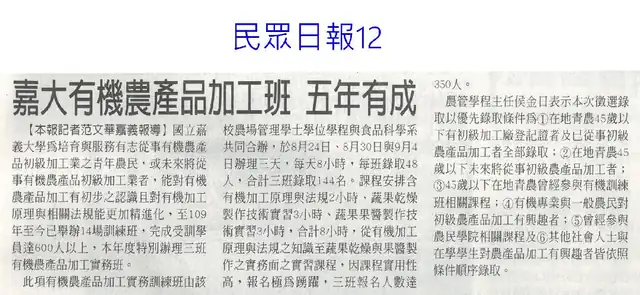 民眾日報12
嘉大有機農產品加工班 五年有成
【本報記者范文華嘉義報導】國立嘉
義大學為培育與服務有志從事有機農產
品初級加工業之青年農民，或未來將從
事有機農產品初級加工業者，能對有機
農產品加工有初步之認識且對有機加工
原理與相關法規能更加精進化，至109
年至今已舉辦14場訓練班，完成受訓學
員達600人以上，本年度特別辦理三班
有機農產品加工實務班。
此項有機農產品加工實務訓練班由該
校農場管理學士學位學程與食品科學系
共同合辦，於8月24日、8月30日與9月4
日辦理三天，每天8小時，每班錄取48
人，合計三班錄取144名。課程安排含
有機加工原理與法規2小時，蔬果乾燥
製作技術實習3小時、蔬果果醬製作技
術實習3小時，合計8小時，從有機加工
原理與法規之知識至蔬果乾燥與果醬製
作之實務面之實習課程，因課程實用性
高，報名極為踴躍，三班報名人數達
350人。
農管學程主任侯金日表示本次徵選錄
取以優先錄取條件為①在地青農45歲以
下有初級加工廠登記證者及已從事初級
農產品加工者全部錄取；②在地青農45
歲以下未來將從事初級農產品加工者；
③45歲以下在地青農曾經參與有機訓練
班相關課程；④有機專業與一般農民對
初級農產品加工有興趣者；⑤曾經參與
農民學院相關課程及⑥其他社會人士與
在學學生對農產品加工有興趣者皆依照
條件順序錄取。